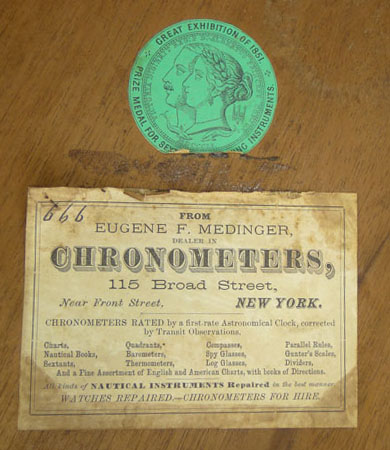 GREAT EXHIBITION OF 1851.
PRIZE MEDAL FOR SEX
NG INSTRUMENTS.
666
FROM
EUGENE F. MEDINGER,
DEALER IN
CHRONOMETERS,
115 Broad Street,
Near Front Street, NEW YORK.
CHRONOMETERS RATED by a first-rate Astronomical Clock, corrected
by Transit Observations.
Charts, Quadrants, Compasses, Parallel Rules,
Nautical Books, Barometers, Spy Glasses, Gunter's Scales,
Sextants, Thermometers, Log Glasses, Dividers,
And a Fine Assortment of English and American Charts, with books of Directions.
All kinds of NAUTICAL INSTRUMENTS Repaired in the best manner.
WATCHES REPAIRED.—CHRONOMETERS FOR HIRE.